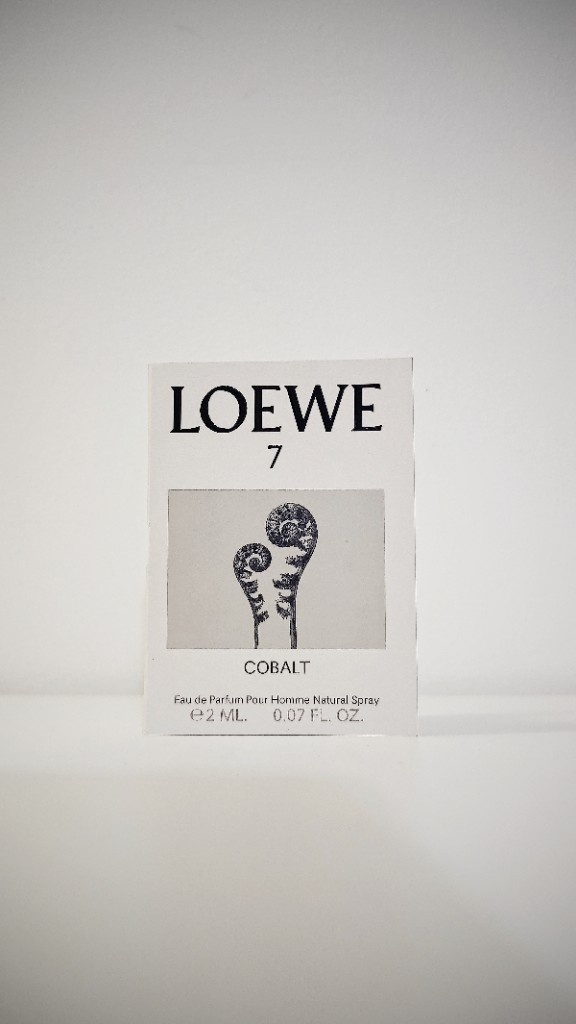 LOEWE
7
COBALT
Eau de Parfum Pour Homme Natural Spray
℮2 ML. 0.07 FL. OZ.